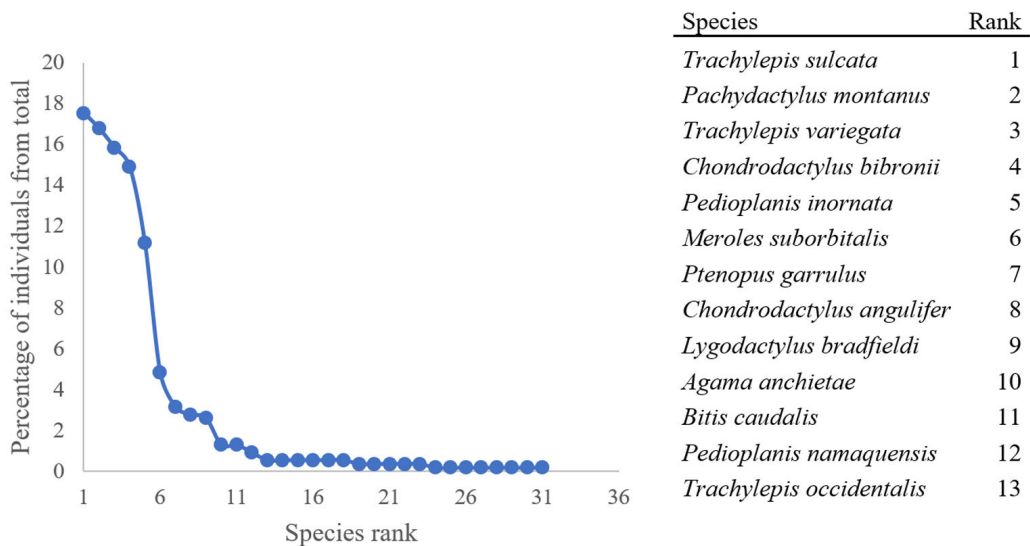 20
18
16
14
12
10
8
6
4
2
0
Percentage of individuals from total
1 6 11 16 21 26 31 36
Species rank
Species Rank
Trachylepis sulcata 1
Pachydactylus montanus 2
Trachylepis variegata 3
Chondrodactylus bibronii 4
Pedioplanis inornata 5
Meroles suborbitalis 6
Ptenopus garrulus 7
Chondrodactylus angulifer 8
Lygodactylus bradfieldi 9
Agama anchietae 10
Bitis caudalis 11
Pedioplanis namaquensis 12
Trachylepis occidentalis 13